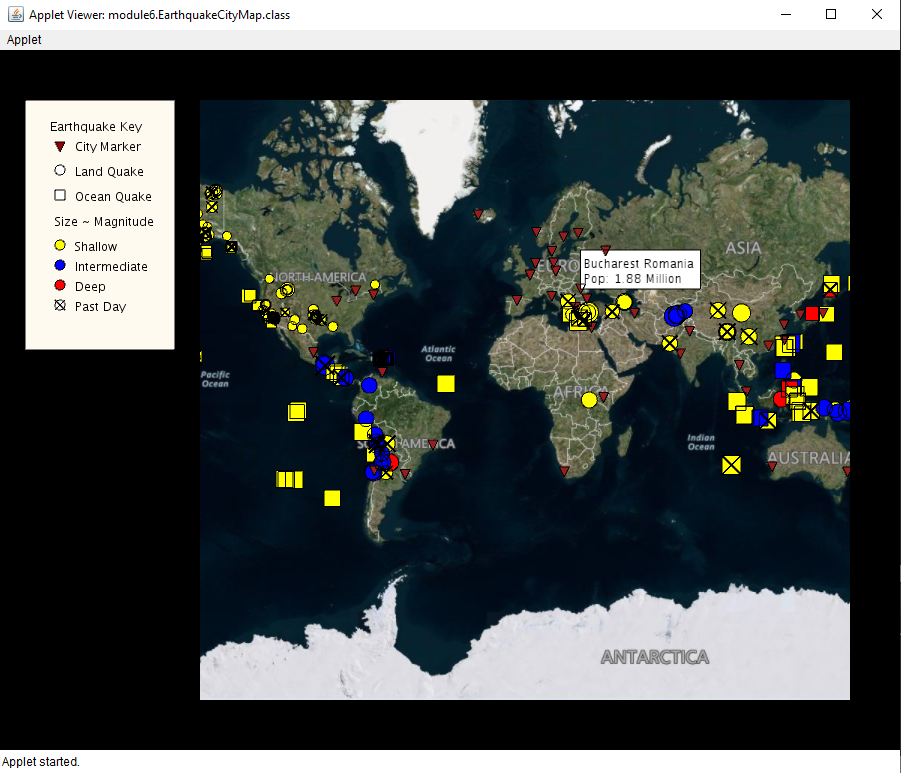 Applet Viewer: module6.EarthquakeCityMap.class
Applet
Earthquake Key
City Marker
Land Quake
Ocean Quake
Size ~ Magnitude
Shallow
Intermediate
Deep
Past Day
NORTH-AMERICA
ASIA
Bucharest Romania
Pop: 1.88 Million
Atlantic
Ocean
Pacific
Ocean
AFRICA
Indian
Ocean
AMERICA
AUSTRALIA
ANTARCTICA
Applet started.